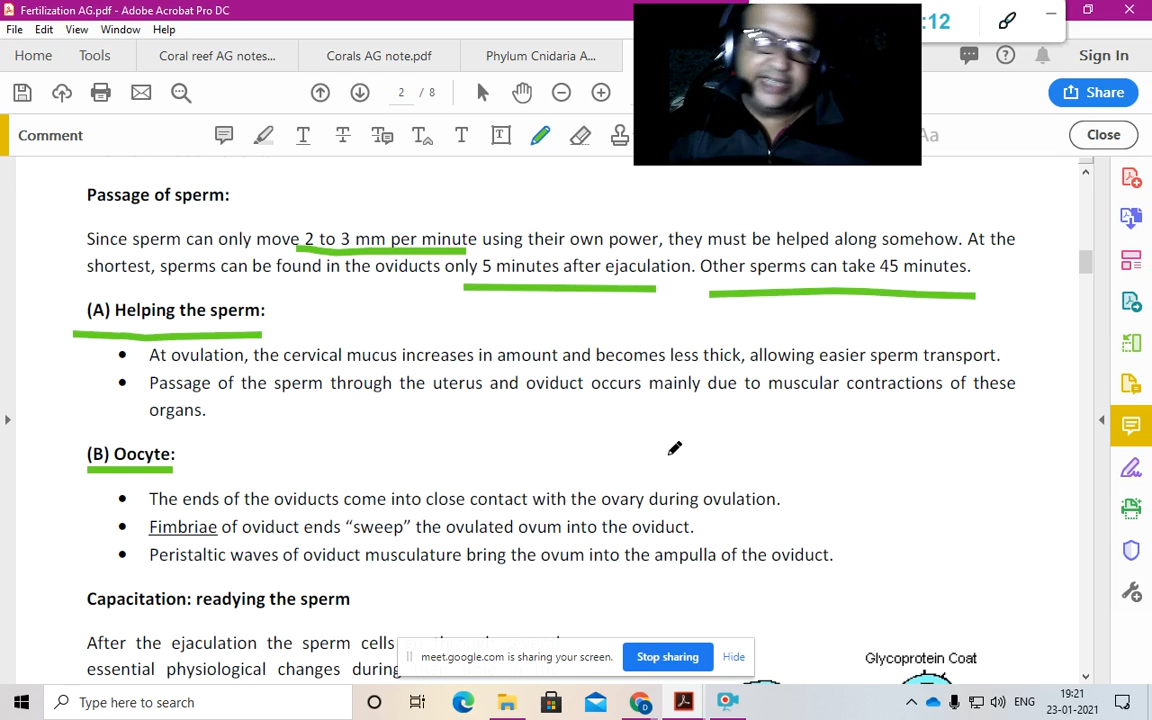 Fertilization AG.pdf - Adobe Acrobat Pro DC
File Edit View Window Help
:12
Home Tools Coral reef AG notes... Corals AG note.pdf Phylum Cnidaria A... Sign In
2 / 8 Share
Comment Aa Close
Passage of sperm:
Since sperm can only move 2 to 3 mm per minute using their own power, they must be helped along somehow. At the
shortest, sperms can be found in the oviducts only 5 minutes after ejaculation. Other sperms can take 45 minutes.
(A) Helping the sperm:
• At ovulation, the cervical mucus increases in amount and becomes less thick, allowing easier sperm transport.
• Passage of the sperm through the uterus and oviduct occurs mainly due to muscular contractions of these
organs.
(B) Oocyte:
• The ends of the oviducts come into close contact with the ovary during ovulation.
• Fimbriae of oviduct ends “sweep” the ovulated ovum into the oviduct.
• Peristaltic waves of oviduct musculature bring the ovum into the ampulla of the oviduct.
Capacitation: readying the sperm
After the ejaculation the sperm cells
essential physiological changes during
Glycoprotein Coat
meet.google.com is sharing your screen. Stop sharing Hide
Type here to search
ENG
19:21
23-01-2021